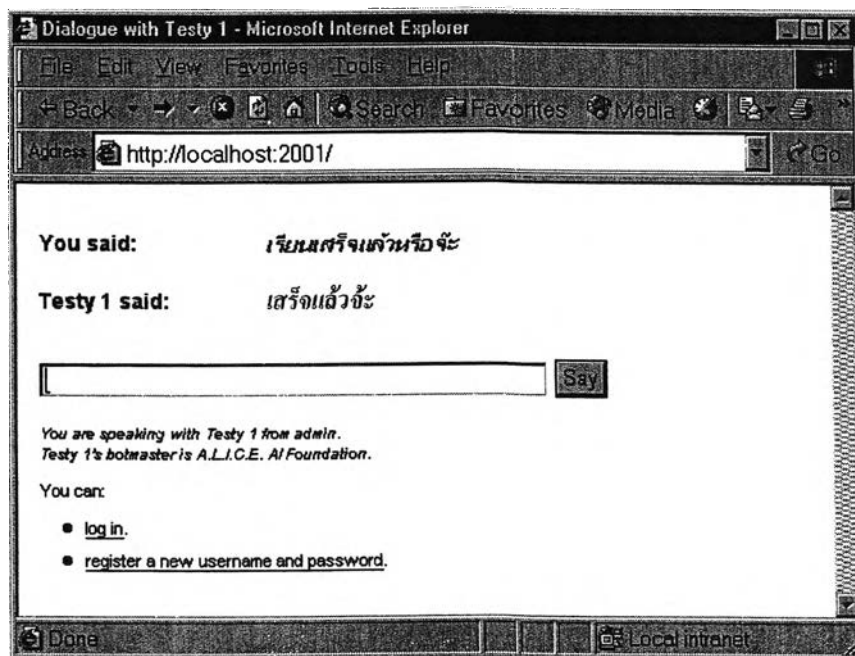 Dialogue with Testy 1 - Microsoft Internet Explorer
File Edit View Favorites Tools Help
Back Search Favorites Media »
Address http://localhost:2001/ Go
You said: เรียนเสร็จแล้วหรือจ๊ะ
Testy 1 said: เสร็จแล้วจ้ะ
Say
You are speaking with Testy 1 from admin.
Testy 1's botmaster is A.L.I.C.E. AI Foundation.
You can:
log in.
register a new username and password.
Done Local intranet